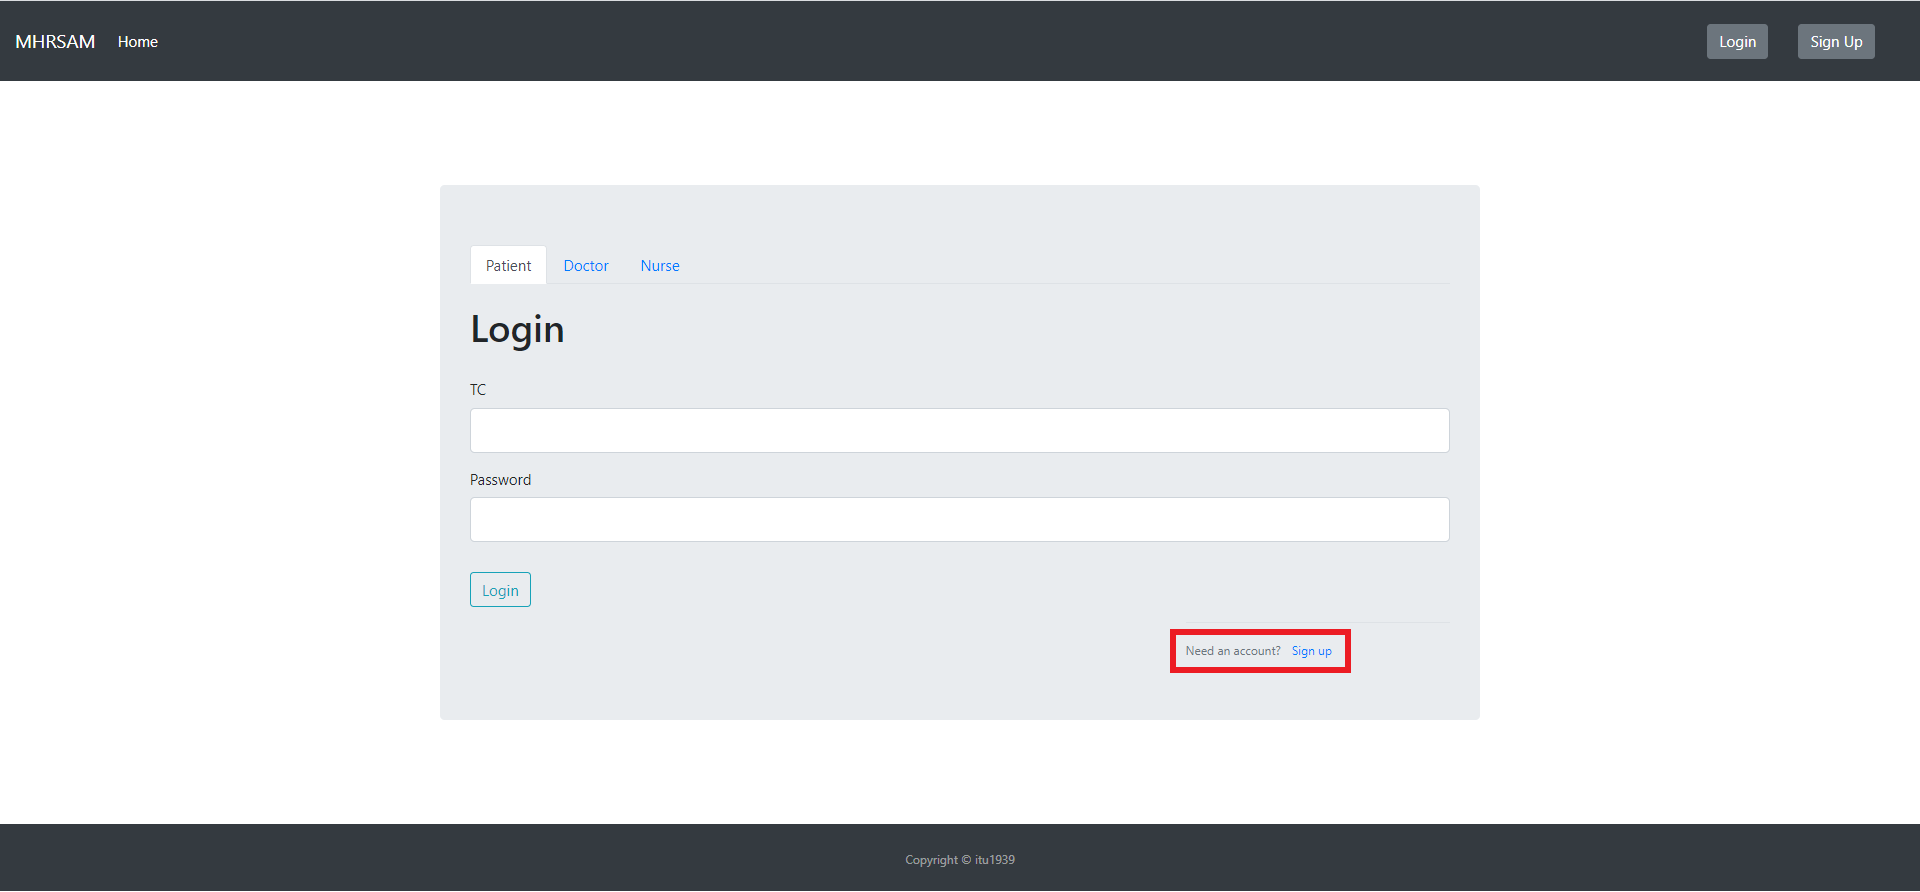 MHRSAM Home Login Sign Up
Patient Doctor Nurse
Login
TC
Password
Login
Need an account? Sign up
Copyright © itu1939